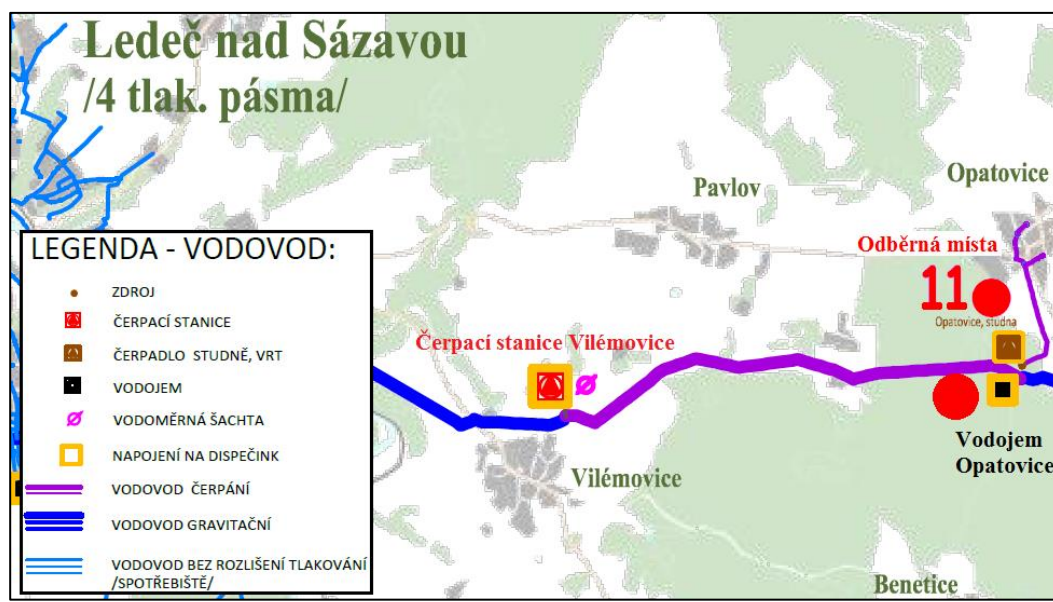 Ledeč nad Sázavou
/4 tlak. pásma/
Opatovice
Pavlov
LEGENDA - VODOVOD:
ZDROJ
ČERPACÍ STANICE
ČERPADLO STUDNĚ, VRT
VODOJEM
VODOMĚRNÁ ŠACHTA
NAPOJENÍ NA DISPEČINK
VODOVOD ČERPÁNÍ
VODOVOD GRAVITAČNÍ
VODOVOD BEZ ROZLIŠENÍ TLAKOVÁNÍ
/SPOTŘEBIŠTĚ/
Odběrná místa
11
Opatovice, studna
Čerpací stanice Vilémovice
Vodojem
Opatovice
Vilémovice
Benetice